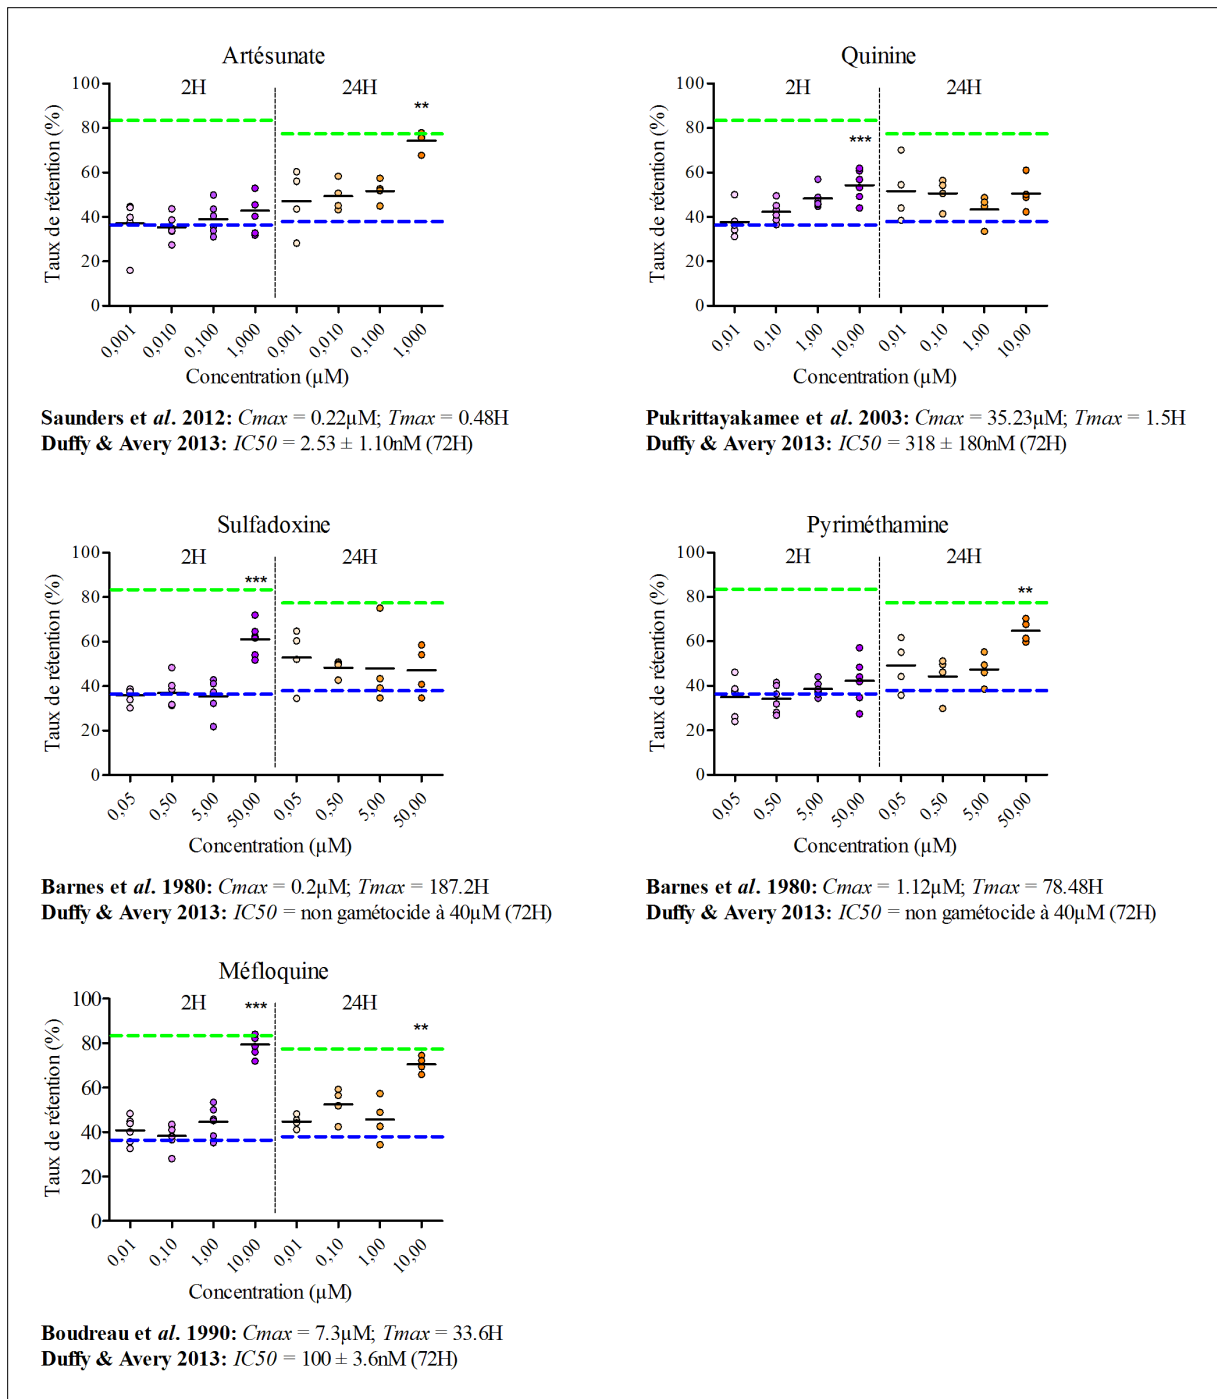 Artésunate
2H
24H
**
Taux de rétention (%)
100
80
60
40
20
0
0,001
0,010
0,100
1,000
0,001
0,010
0,100
1,000
Concentration (µM)
Saunders et al. 2012: Cmax = 0.22µM; Tmax = 0.48H
Duffy & Avery 2013: IC50 = 2.53 ± 1.10nM (72H)
Quinine
2H
24H
***
Taux de rétention (%)
100
80
60
40
20
0
0,01
0,10
1,00
10,00
0,01
0,10
1,00
10,00
Concentration (µM)
Pukrittayakamee et al. 2003: Cmax = 35.23µM; Tmax = 1.5H
Duffy & Avery 2013: IC50 = 318 ± 180nM (72H)
Sulfadoxine
2H
24H
***
Taux de rétention (%)
100
80
60
40
20
0
0,05
0,50
5,00
50,00
0,05
0,50
5,00
50,00
Concentration (µM)
Barnes et al. 1980: Cmax = 0.2µM; Tmax = 187.2H
Duffy & Avery 2013: IC50 = non gamétocide à 40µM (72H)
Pyriméthamine
2H
24H
**
Taux de rétention (%)
100
80
60
40
20
0
0,05
0,50
5,00
50,00
0,05
0,50
5,00
50,00
Concentration (µM)
Barnes et al. 1980: Cmax = 1.12µM; Tmax = 78.48H
Duffy & Avery 2013: IC50 = non gamétocide à 40µM (72H)
Méfloquine
2H
***
24H
**
Taux de rétention (%)
100
80
60
40
20
0
0,01
0,10
1,00
10,00
0,01
0,10
1,00
10,00
Concentration (µM)
Boudreau et al. 1990: Cmax = 7.3µM; Tmax = 33.6H
Duffy & Avery 2013: IC50 = 100 ± 3.6nM (72H)